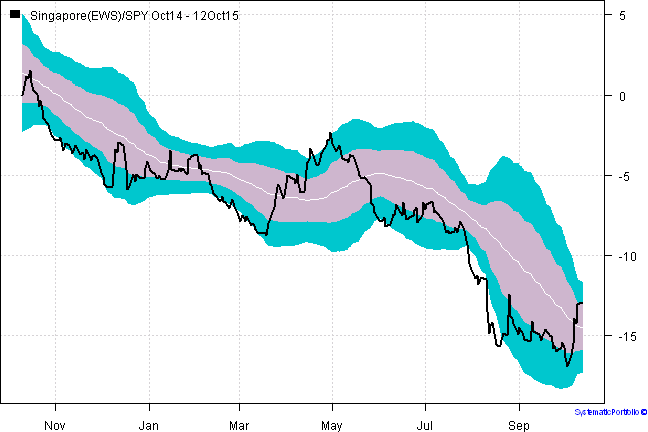 Singapore(EWS)/SPY Oct14 - 12Oct15
5
0
-5
-10
-15
Nov Jan Mar May Jul Sep
SystematicPortfolio ©